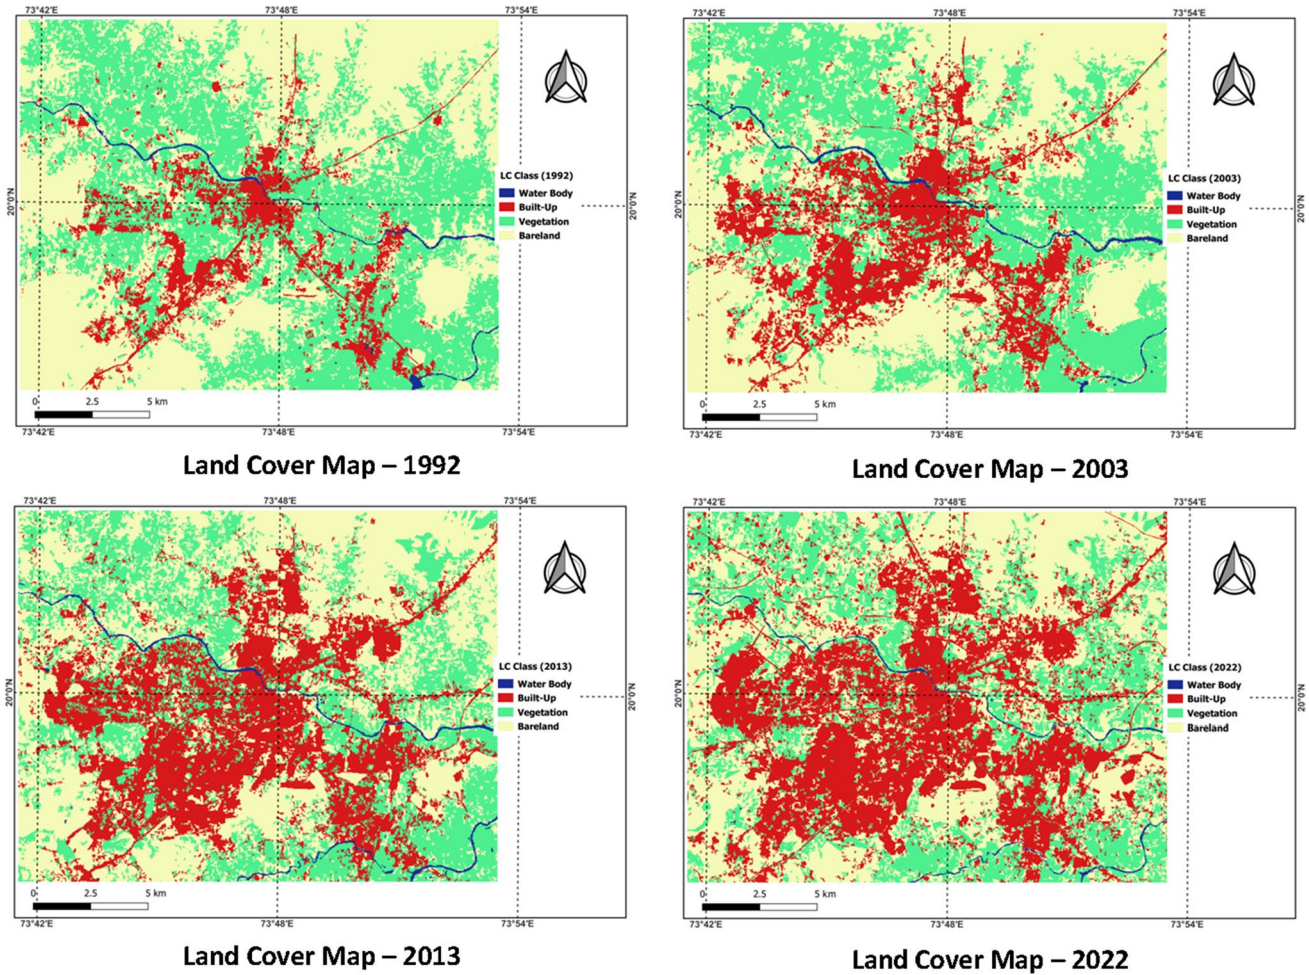 73°42'E 73°48'E 73°54'E
LC Class (1992)
Water Body
Built-Up
Vegetation
Bareland
20°0'N
20°0'N
0 2.5 5 km
73°42'E 73°48'E 73°54'E
Land Cover Map – 1992
73°42'E 73°48'E 73°54'E
LC Class (2003)
Water Body
Built-Up
Vegetation
Bareland
20°0'N
20°0'N
0 2.5 5 km
73°42'E 73°48'E 73°54'E
Land Cover Map – 2003
73°42'E 73°48'E 73°54'E
LC Class (2013)
Water Body
Built-Up
Vegetation
Bareland
20°0'N
20°0'N
0 2.5 5 km
73°42'E 73°48'E 73°54'E
Land Cover Map – 2013
73°42'E 73°48'E 73°54'E
LC Class (2022)
Water Body
Built-Up
Vegetation
Bareland
20°0'N
20°0'N
0 2.5 5 km
73°42'E 73°48'E 73°54'E
Land Cover Map – 2022